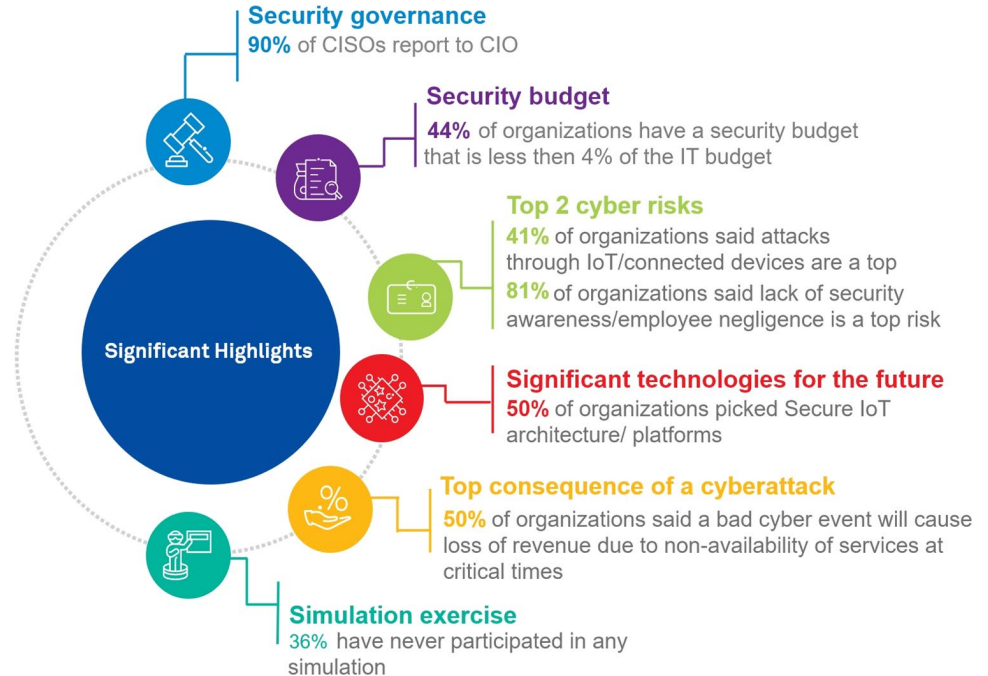 Security governance
90% of CISOs report to CIO
Security budget
44% of organizations have a security budget
that is less then 4% of the IT budget
Top 2 cyber risks
41% of organizations said attacks
through IoT/connected devices are a top
81% of organizations said lack of security
awareness/employee negligence is a top risk
Significant Highlights
Significant technologies for the future
50% of organizations picked Secure IoT
architecture/ platforms
%
Top consequence of a cyberattack
50% of organizations said a bad cyber event will cause
loss of revenue due to non-availability of services at
critical times
Simulation exercise
36% have never participated in any
simulation